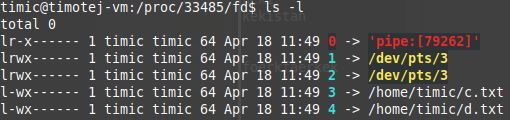 timic@timotej-vm:/proc/33485/fd$ ls -l
total 0
lr-x------ 1 timic timic 64 Apr 18 11:49 0 -> 'pipe:[79262]'
lrwx------ 1 timic timic 64 Apr 18 11:49 1 -> /dev/pts/3
lrwx------ 1 timic timic 64 Apr 18 11:49 2 -> /dev/pts/3
l-wx------ 1 timic timic 64 Apr 18 11:49 3 -> /home/timic/c.txt
l-wx------ 1 timic timic 64 Apr 18 11:49 4 -> /home/timic/d.txt
kekistan